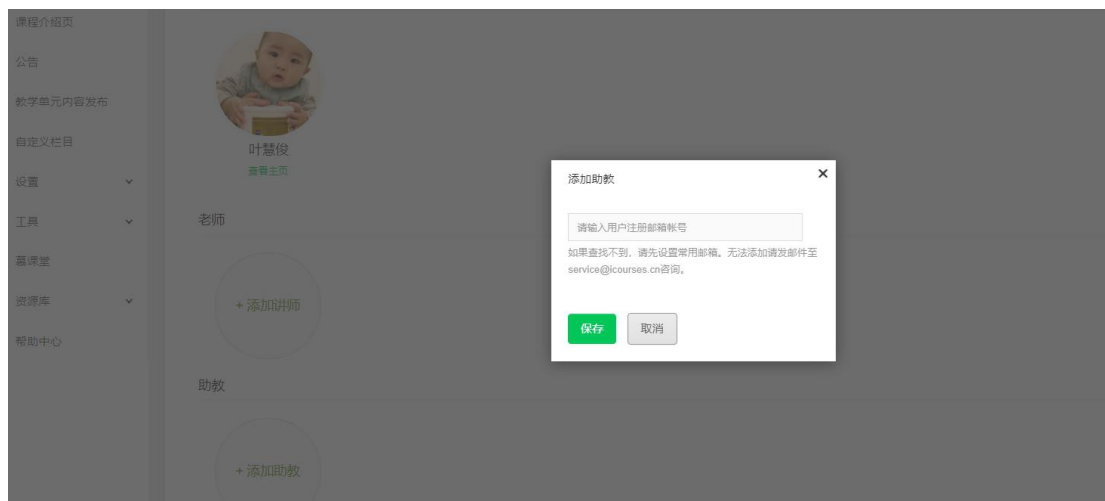 课程介绍页
公告
教学单元内容发布
自定义栏目
设置
工具
慕课堂
资源库
帮助中心
叶慧俊
查看主页
老师
+ 添加讲师
助教
+ 添加助教
添加助教
请输入用户注册邮箱帐号
如果查找不到，请先设置常用邮箱。无法添加请发邮件至
service@icourses.cn咨询。
保存
取消